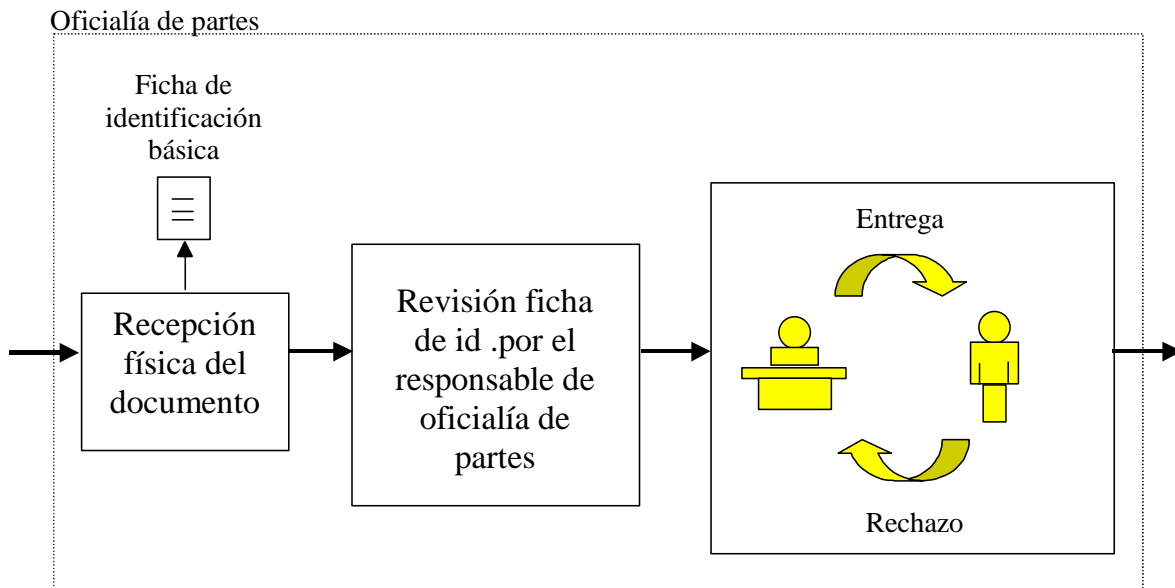 Oficialía de partes
Ficha de
identificación
básica
Recepción
física del
documento
Revisión ficha
de id .por el
responsable de
oficialía de
partes
Entrega
Rechazo